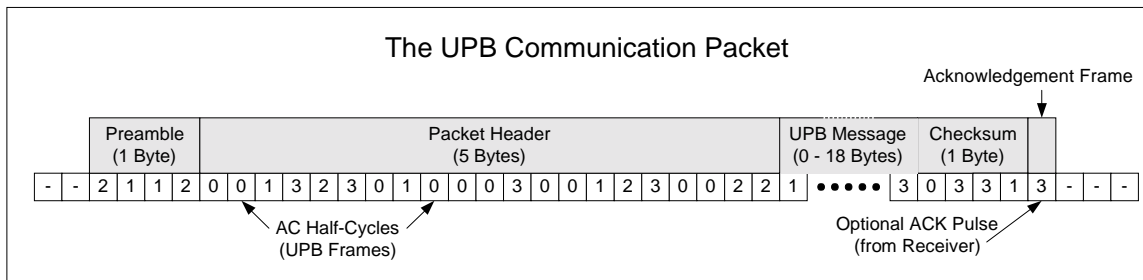 The UPB Communication Packet
Acknowledgement Frame
Preamble
(1 Byte)
Packet Header
(5 Bytes)
UPB Message
(0 - 18 Bytes)
Checksum
(1 Byte)
- - 2 1 1 2 0 0 1 3 2 3 0 1 0 0 0 3 0 0 1 2 3 0 0 2 2 1 ••••• 3 0 3 3 1 3 - - -
AC Half-Cycles
(UPB Frames)
Optional ACK Pulse
(from Receiver)